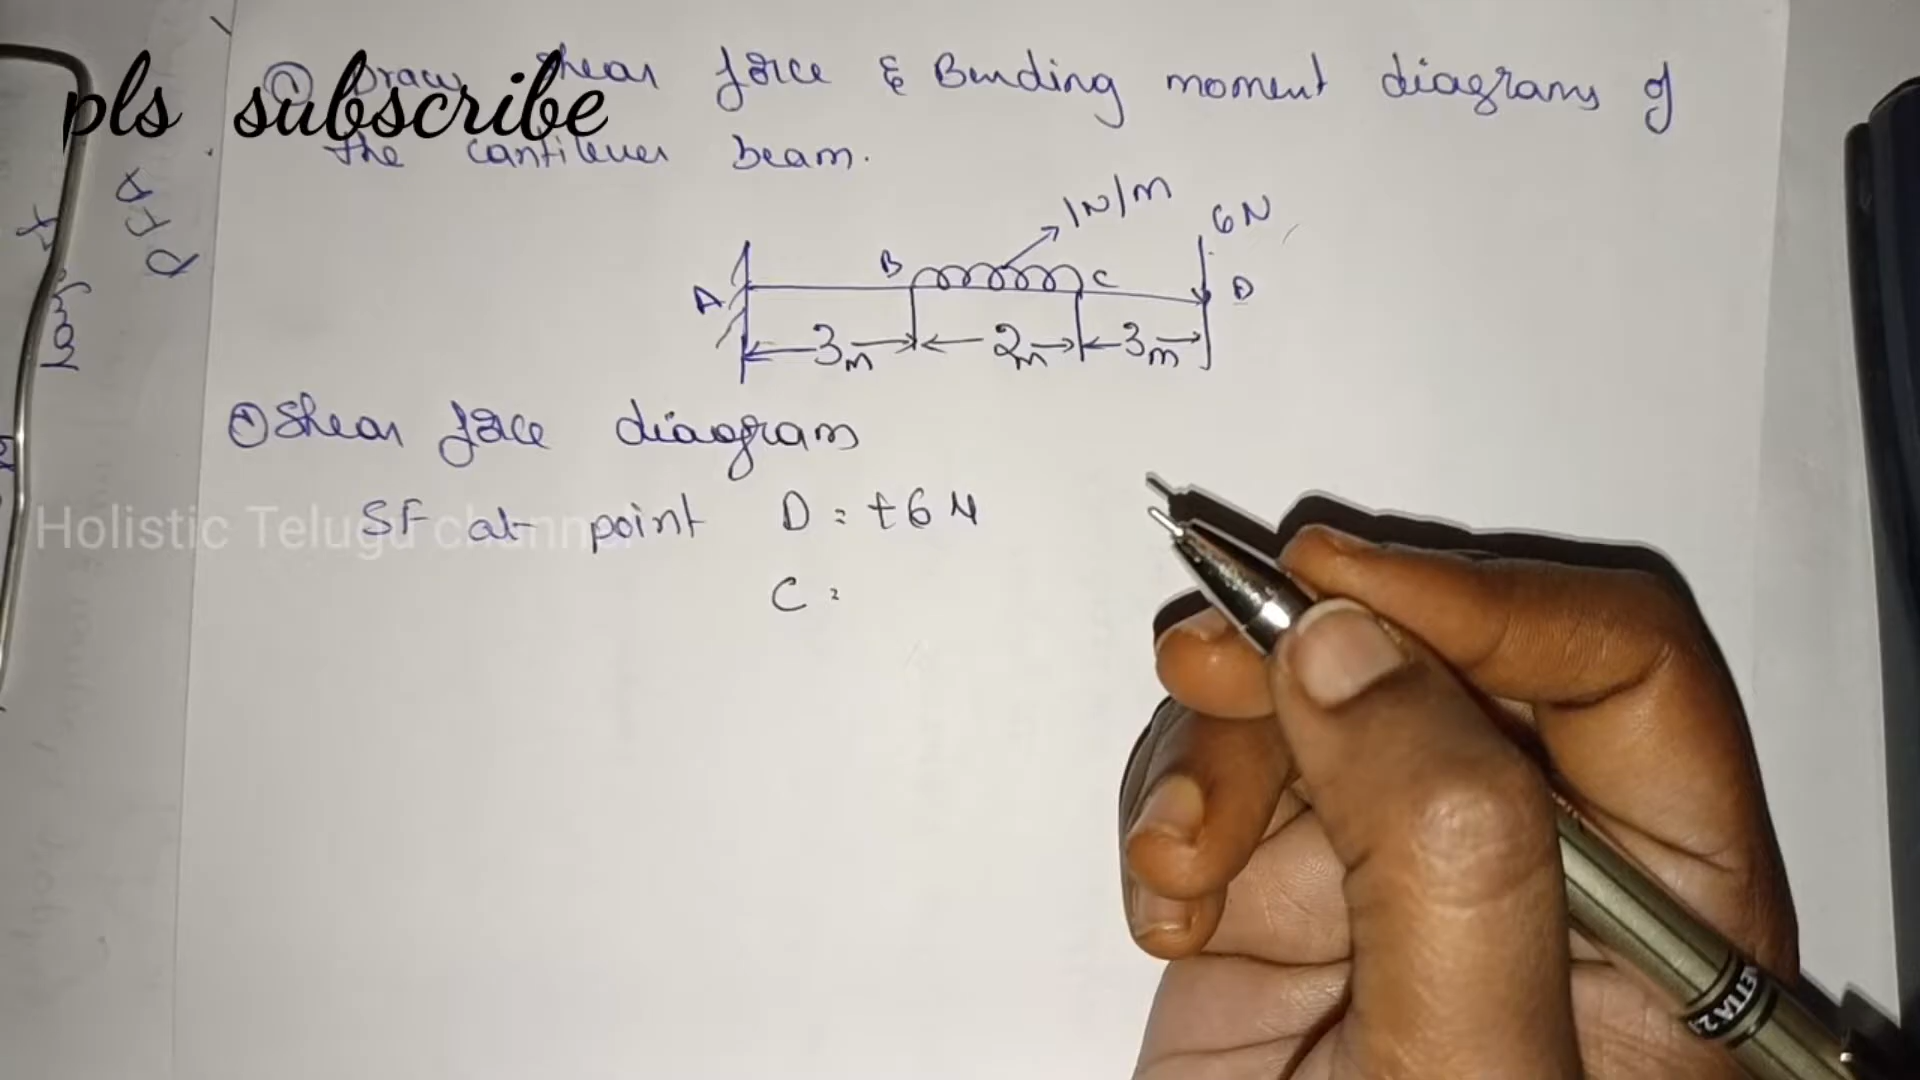 pls subscribe
① Draw shear force & Bending moment diagrams of
the cantilever beam.
1N/m
6N
A
B
C
D
3m
2m
3m
① Shear force diagram
Holistic Telugu channel
SF at point D = +6 N
C =